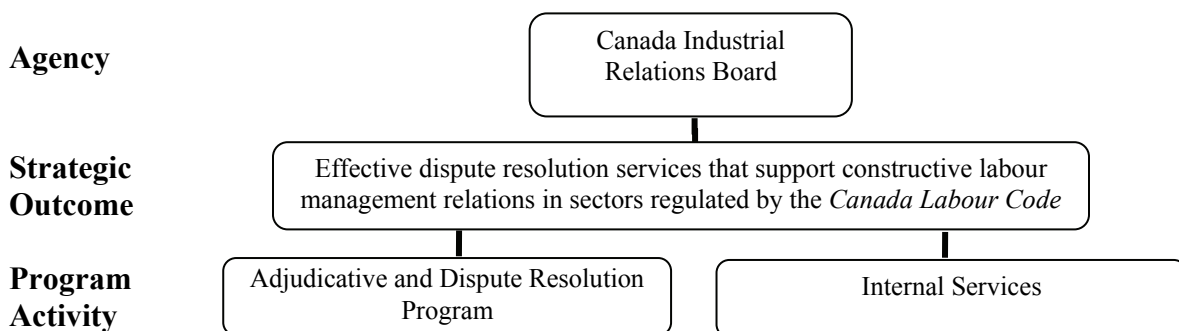 Agency
Canada Industrial
Relations Board
Strategic
Outcome
Effective dispute resolution services that support constructive labour
management relations in sectors regulated by the Canada Labour Code
Program
Activity
Adjudicative and Dispute Resolution
Program
Internal Services